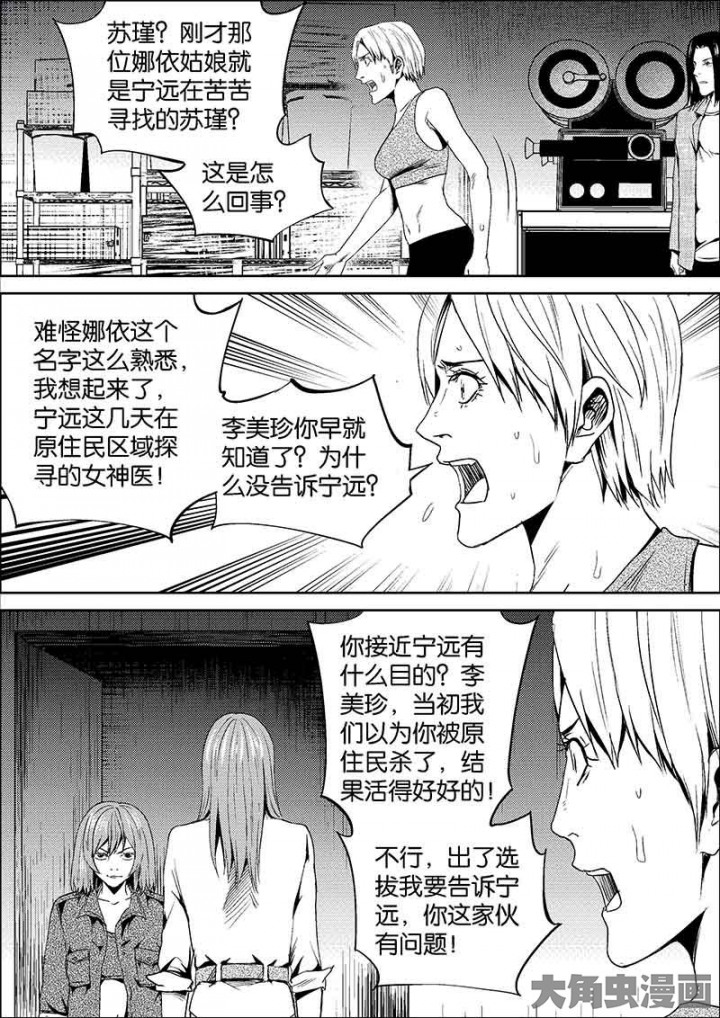 苏瑾？刚才那
位娜依姑娘就
是宁远在苦苦
寻找的苏瑾？
这是怎
么回事？
难怪娜依这个
名字这么熟悉，
我想起来了，
宁远这几天在
原住民区域探
寻的女神医！
李美珍你早就
知道了？为什
么没告诉宁远？
你接近宁远有
什么目的？李
美珍，当初我
们以为你被原
住民杀了，结
果活得好好的！
不行，出了选
拔我要告诉宁
远，你这家伙
有问题！
大角虫漫画